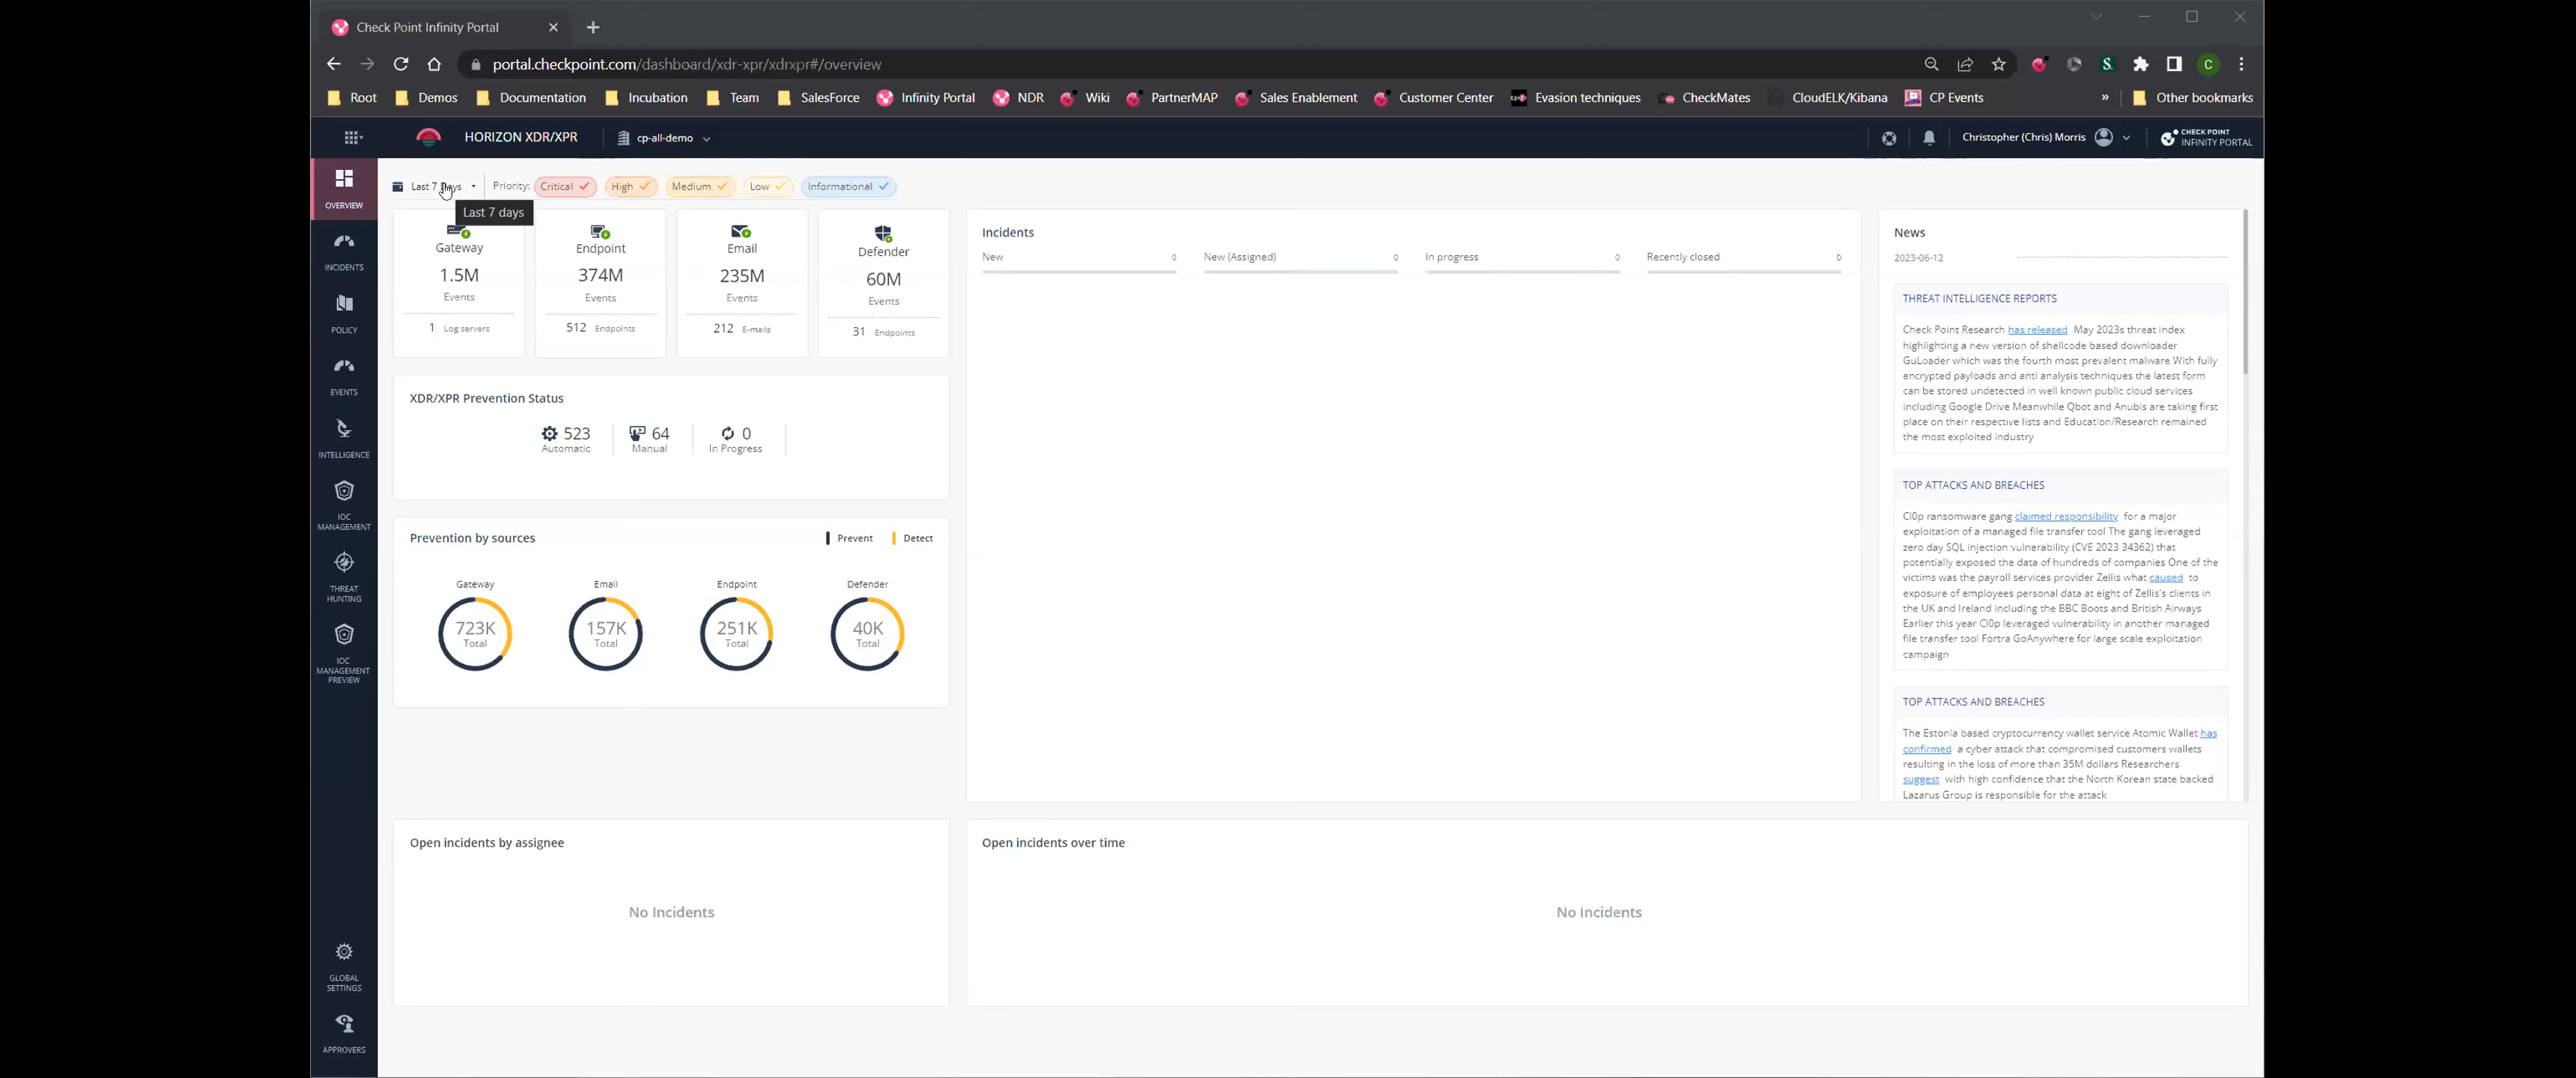 Check Point Infinity Portal
portal.checkpoint.com/dashboard/xdr-xpr/xdrxpr#/overview
C
Root
Demos
Documentation
Incubation
Team
SalesForce
Infinity Portal
NDR
Wiki
PartnerMAP
Sales Enablement
Customer Center
Evasion techniques
CheckMates
CloudELK/Kibana
CP Events
»
Other bookmarks
HORIZON XDR/XPR
cp-all-demo
Christopher (Chris) Morris
CHECK POINT
INFINITY PORTAL
OVERVIEW
INCIDENTS
POLICY
EVENTS
INTELLIGENCE
IOC
MANAGEMENT
THREAT
HUNTING
IOC
MANAGEMENT
PREVIEW
GLOBAL
SETTINGS
APPROVERS
Last 7 Days
Priority:
Critical
High
Medium
Low
Informational
Last 7 days
Gateway
1.5M
Events
1 Log servers
Endpoint
374M
Events
512 Endpoints
Email
235M
Events
212 E-mails
Defender
60M
Events
31 Endpoints
XDR/XPR Prevention Status
523
Automatic
64
Manual
0
In Progress
Prevention by sources
Prevent
Detect
Gateway
723K
Total
Email
157K
Total
Endpoint
251K
Total
Defender
40K
Total
Incidents
New 0
New (Assigned) 0
In progress 0
Recently closed 0
News
2023-06-12
THREAT INTELLIGENCE REPORTS
Check Point Research has released May 2023s threat index
highlighting a new version of shellcode based downloader
GuLoader which was the fourth most prevalent malware With fully
encrypted payloads and anti analysis techniques the latest form
can be stored undetected in well known public cloud services
including Google Drive Meanwhile Qbot and Anubis are taking first
place on their respective lists and Education/Research remained
the most exploited industry
TOP ATTACKS AND BREACHES
Cl0p ransomware gang claimed responsibility for a major
exploitation of a managed file transfer tool The gang leveraged
zero day SQL injection vulnerability (CVE 2023 34362) that
potentially exposed the data of hundreds of companies One of the
victims was the payroll services provider Zellis what caused to
exposure of employees personal data at eight of Zellis's clients in
the UK and Ireland including the BBC Boots and British Airways
Earlier this year Cl0p leveraged vulnerability in another managed
file transfer tool Fortra GoAnywhere for large scale exploitation
campaign
TOP ATTACKS AND BREACHES
The Estonia based cryptocurrency wallet service Atomic Wallet has
confirmed a cyber attack that compromised customers wallets
resulting in the loss of more than 35M dollars Researchers
suggest with high confidence that the North Korean state backed
Lazarus Group is responsible for the attack
Open incidents by assignee
No Incidents
Open incidents over time
No Incidents